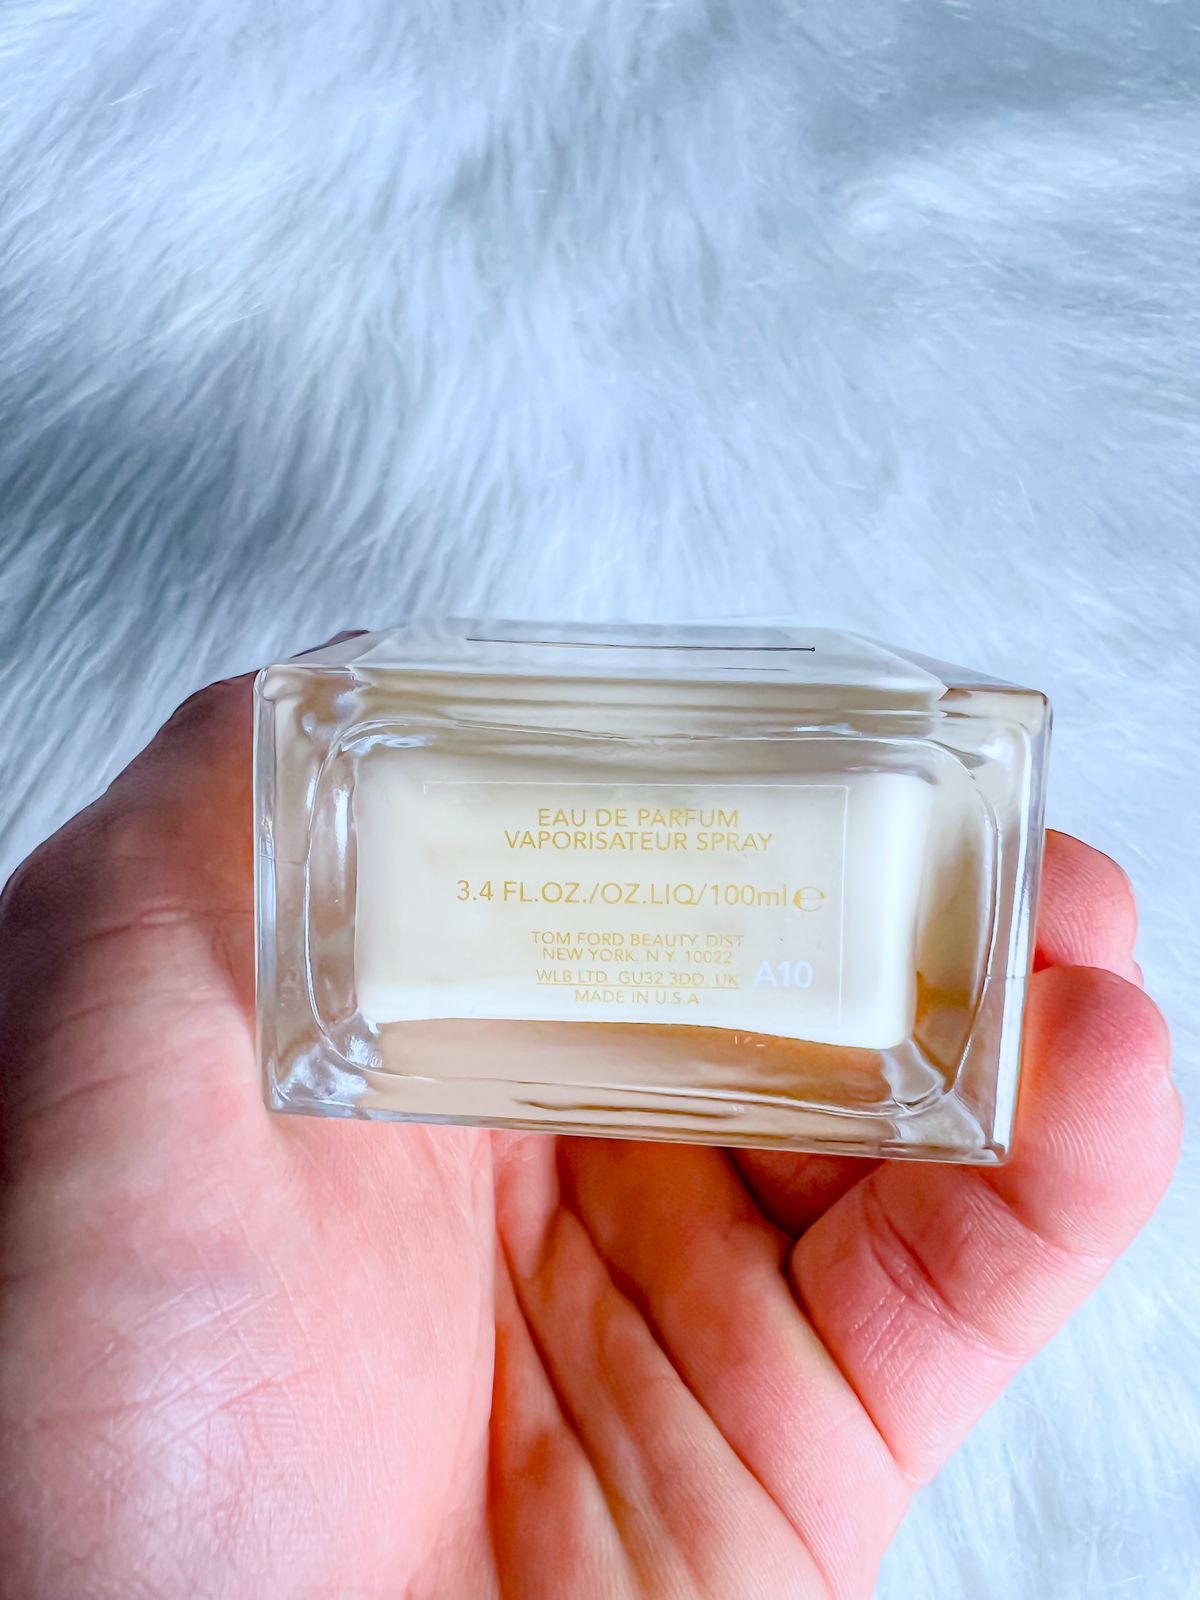 EAU DE PARFUM
VAPORISATEUR SPRAY
3.4 FL.OZ./OZ.LIQ/100ml ℮
TOM FORD BEAUTY DIST
NEW YORK. N.Y. 10022
WLB LTD. GU32 3DD, UK
A10
MADE IN U.S.A